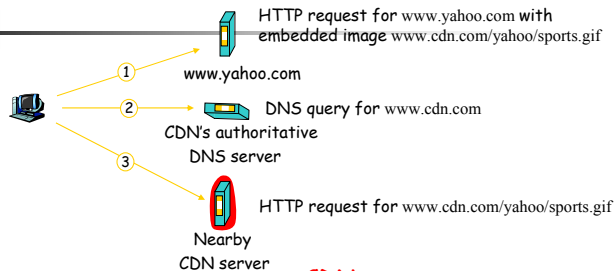 HTTP request for www.yahoo.com with
embedded image www.cdn.com/yahoo/sports.gif
1
www.yahoo.com
2
DNS query for www.cdn.com
CDN's authoritative
DNS server
3
HTTP request for www.cdn.com/yahoo/sports.gif
Nearby
CDN server